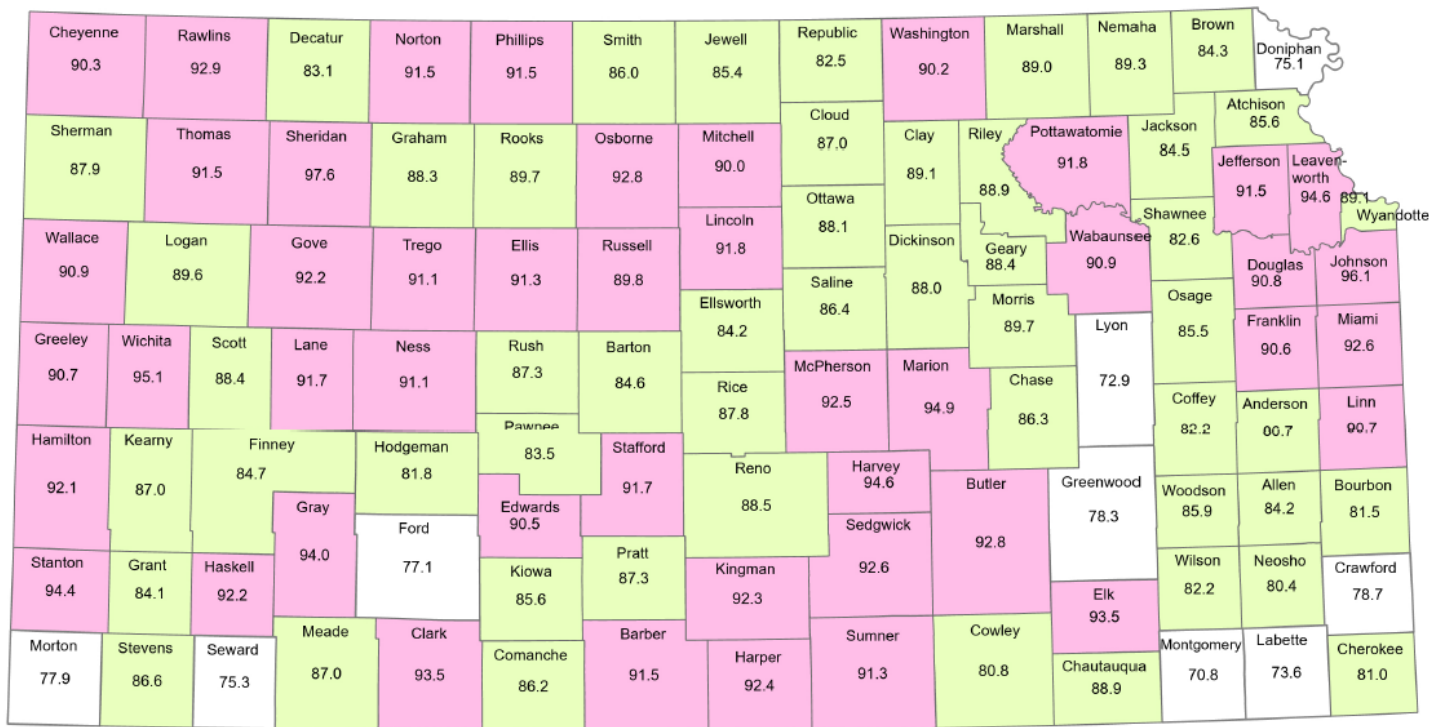 Cheyenne
90.3
Rawlins
92.9
Decatur
83.1
Norton
91.5
Phillips
91.5
Smith
86.0
Jewell
85.4
Republic
82.5
Washington
90.2
Marshall
89.0
Nemaha
89.3
Brown
84.3
Doniphan
75.1
Sherman
87.9
Thomas
91.5
Sheridan
97.6
Graham
88.3
Rooks
89.7
Osborne
92.8
Mitchell
90.0
Cloud
87.0
Clay
89.1
Riley
88.9
Pottawatomie
91.8
Jackson
84.5
Atchison
85.6
Jefferson
91.5
Leaven-
worth
94.6
89.1
Wyandotte
Wallace
90.9
Logan
89.6
Gove
92.2
Trego
91.1
Ellis
91.3
Russell
89.8
Lincoln
91.8
Ottawa
88.1
Dickinson
88.0
Geary
88.4
Wabaunsee
90.9
Shawnee
82.6
Douglas
90.8
Johnson
96.1
Ellsworth
84.2
Saline
86.4
Morris
89.7
Lyon
72.9
Osage
85.5
Franklin
90.6
Miami
92.6
Greeley
90.7
Wichita
95.1
Scott
88.4
Lane
91.7
Ness
91.1
Rush
87.3
Barton
84.6
Rice
87.8
McPherson
92.5
Marion
94.9
Chase
86.3
Coffey
82.2
Anderson
Linn
90.7
Hamilton
92.1
Kearny
87.0
Finney
84.7
Hodgeman
81.8
Pawnee
83.5
Stafford
91.7
Reno
88.5
Harvey
94.6
Butler
92.8
Greenwood
78.3
Woodson
85.9
Allen
84.2
Bourbon
81.5
Gray
94.0
Ford
77.1
Edwards
90.5
Sedgwick
92.6
Stanton
94.4
Grant
84.1
Haskell
92.2
Kiowa
85.6
Pratt
87.3
Kingman
92.3
Elk
93.5
Wilson
82.2
Neosho
80.4
Crawford
78.7
Morton
77.9
Stevens
86.6
Seward
75.3
Meade
87.0
Clark
93.5
Comanche
86.2
Barber
91.5
Harper
92.4
Sumner
91.3
Cowley
80.8
Chautauqua
88.9
Montgomery
70.8
Labette
73.6
Cherokee
81.0